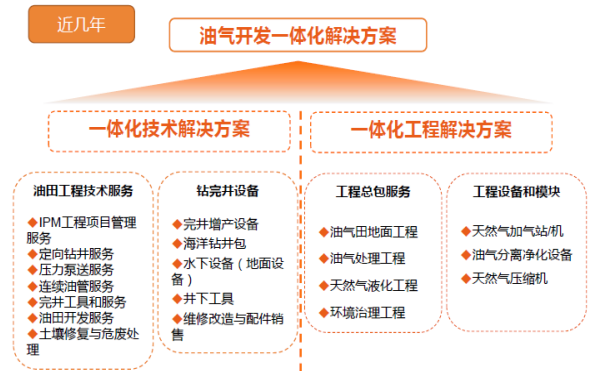 近几年
油气开发一体化解决方案
一体化技术解决方案
一体化工程解决方案
油田工程技术服务
◆IPM工程项目管理
服务
◆定向钻井服务
◆压力泵送服务
◆连续油管服务
◆完井工具和服务
◆油田开发服务
◆土壤修复与危废处
理
钻完井设备
◆完井增产设备
◆海洋钻井包
◆水下设备（地面设
备）
◆井下工具
◆维修改造与配件销
售
工程总包服务
◆油气田地面工程
◆油气处理工程
◆天然气液化工程
◆环境治理工程
工程设备和模块
◆天然气加气站/机
◆油气分离净化设备
◆天然气压缩机